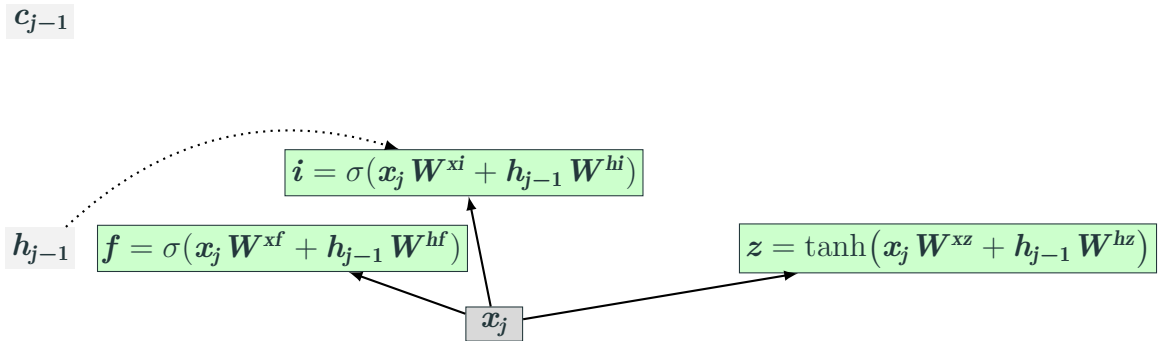 c_{j−1}
i = σ(x_j W^{xi} + h_{j−1} W^{hi})
h_{j−1}
f = σ(x_j W^{xf} + h_{j−1} W^{hf})
z = tanh(x_j W^{xz} + h_{j−1} W^{hz})
x_j